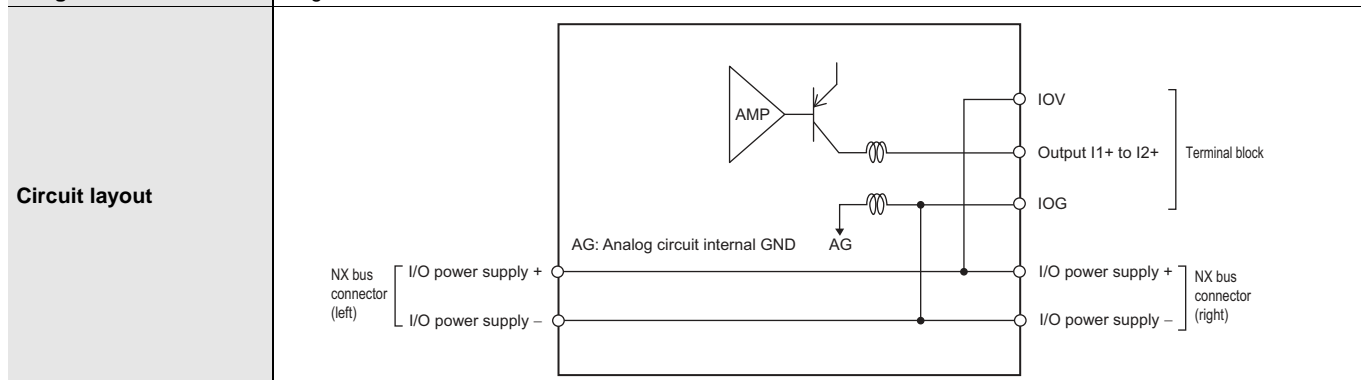 Circuit layout
AMP
IOV
Output I1+ to I2+
Terminal block
IOG
AG: Analog circuit internal GND
AG
NX bus
connector
(left)
I/O power supply +
I/O power supply –
I/O power supply +
I/O power supply –
NX bus
connector
(right)